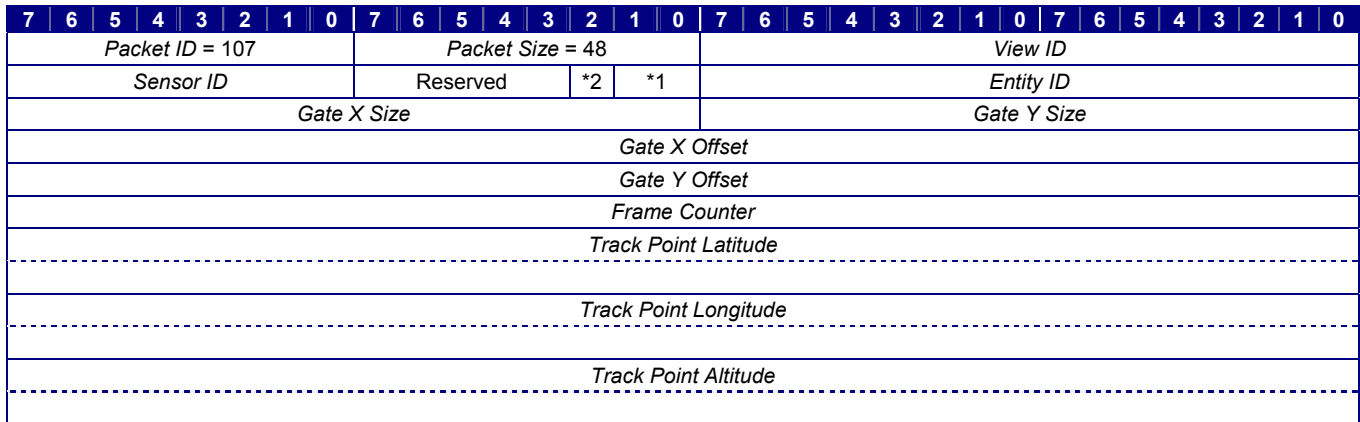 7 6 5 4 3 2 1 0 7 6 5 4 3 2 1 0 7 6 5 4 3 2 1 0 7 6 5 4 3 2 1 0
Packet ID = 107 Packet Size = 48 View ID
Sensor ID Reserved *2 *1 Entity ID
Gate X Size Gate Y Size
Gate X Offset
Gate Y Offset
Frame Counter
Track Point Latitude
Track Point Longitude
Track Point Altitude